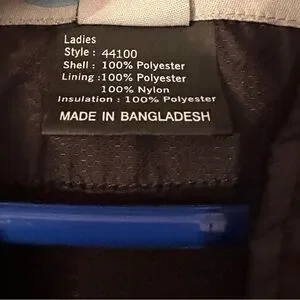 Ladies
Style : 44100
Shell : 100% Polyester
Lining :100% Polyester
100% Nylon
Insulation : 100% Polyester
MADE IN BANGLADESH